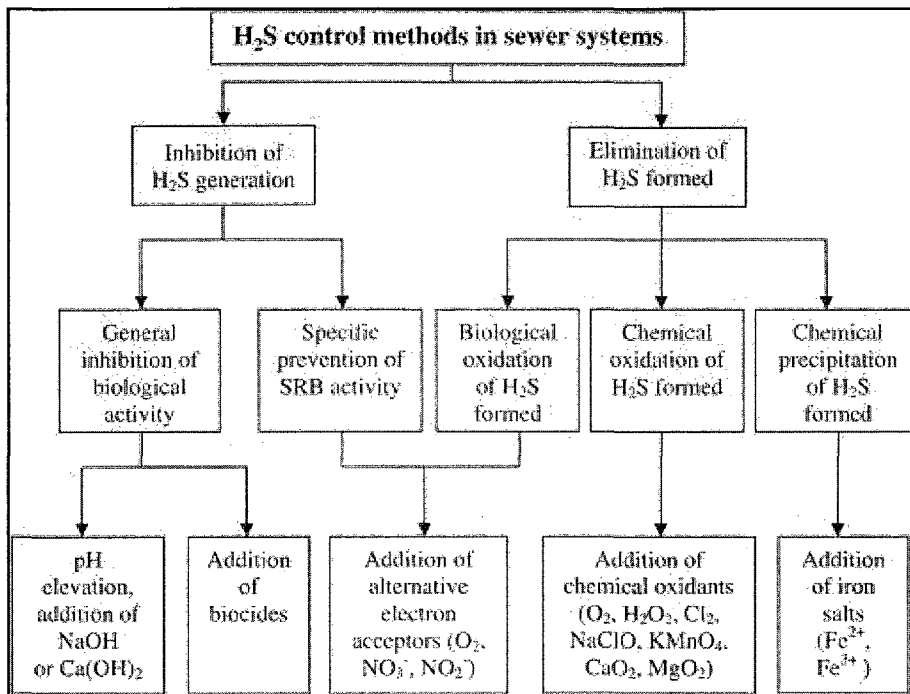 H₂S control methods in sewer systems
Inhibition of
H₂S generation
Elimination of
H₂S formed
General
inhibition of
biological
activity
Specific
prevention of
SRB activity
Biological
oxidation
of H₂S
formed
Chemical
oxidation of
H₂S formed
Chemical
precipitation
of H₂S
formed
pH
elevation,
addition of
NaOH
or Ca(OH)₂
Addition
of
biocides
Addition of
alternative
electron
acceptors (O₂,
NO₃⁻, NO₂⁻)
Addition of
chemical oxidants
(O₂, H₂O₂, Cl₂,
NaClO, KMnO₄,
CaO₂, MgO₂)
Addition
of iron
salts
(Fe²⁺,
Fe³⁺)